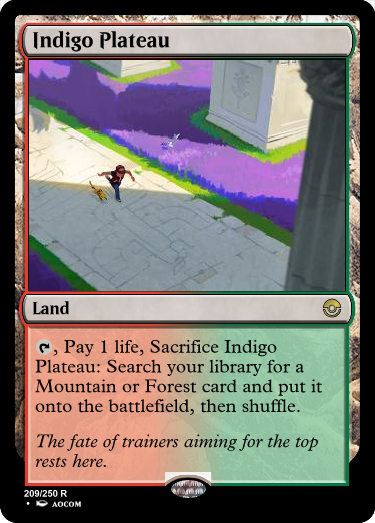 Indigo Plateau
Land
, Pay 1 life, Sacrifice Indigo
Plateau: Search your library for a
Mountain or Forest card and put it
onto the battlefield, then shuffle.
The fate of trainers aiming for the top
rests here.
209/250 R
• AOCOM